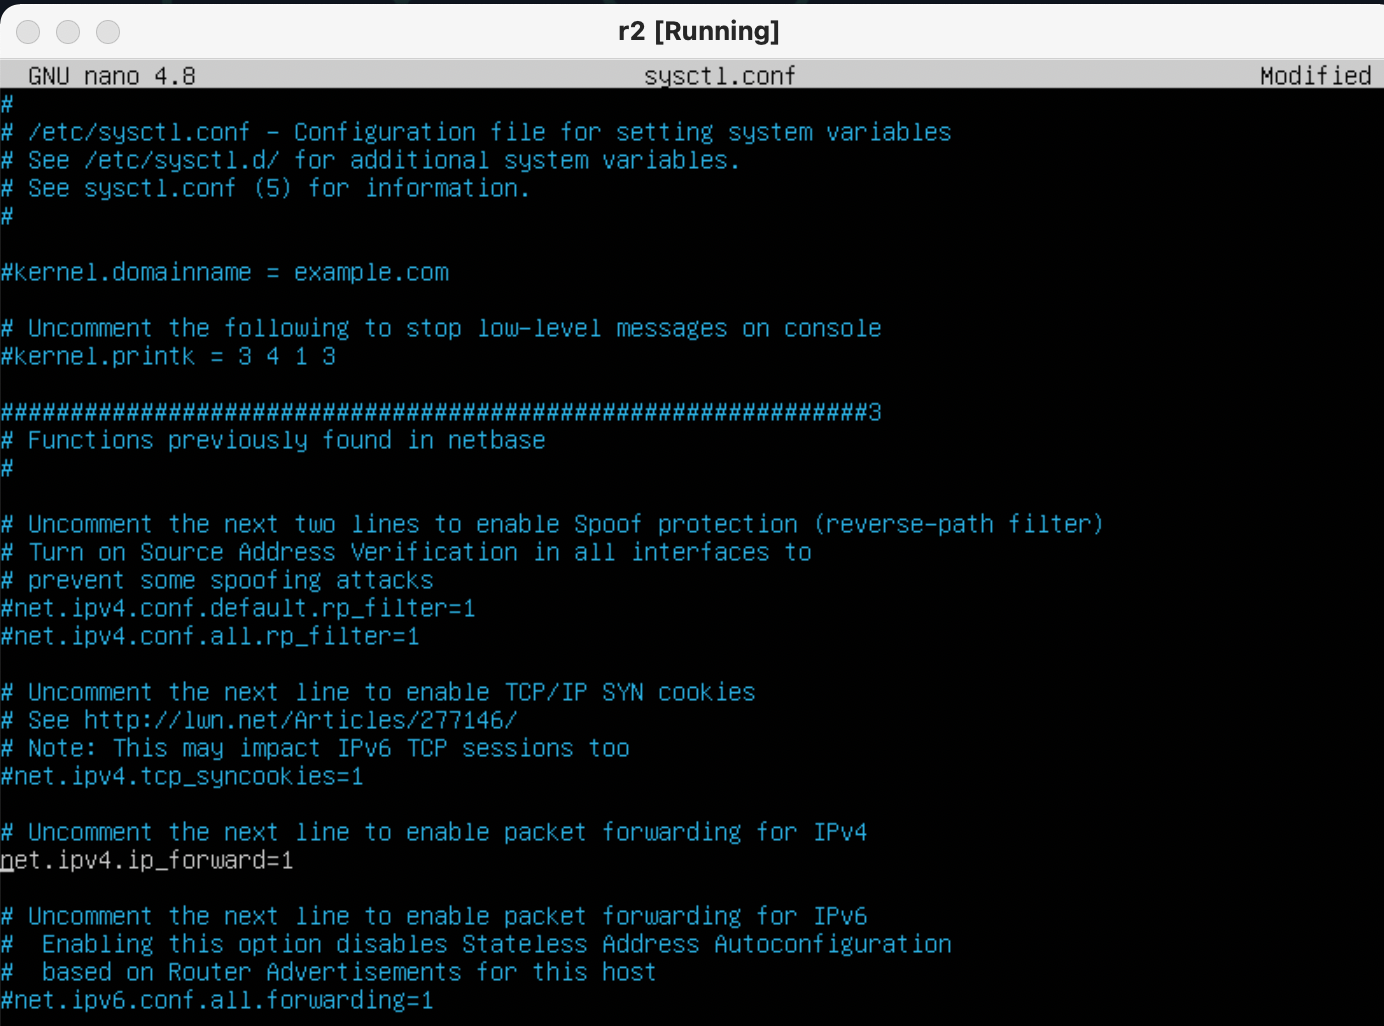 r2 [Running]
GNU nano 4.8 sysctl.conf Modified
#
# /etc/sysctl.conf - Configuration file for setting system variables
# See /etc/sysctl.d/ for additional system variables.
# See sysctl.conf (5) for information.
#
#kernel.domainname = example.com
# Uncomment the following to stop low-level messages on console
#kernel.printk = 3 4 1 3
##############################################################3
# Functions previously found in netbase
#
# Uncomment the next two lines to enable Spoof protection (reverse-path filter)
# Turn on Source Address Verification in all interfaces to
# prevent some spoofing attacks
#net.ipv4.conf.default.rp_filter=1
#net.ipv4.conf.all.rp_filter=1
# Uncomment the next line to enable TCP/IP SYN cookies
# See http://lwn.net/Articles/277146/
# Note: This may impact IPv6 TCP sessions too
#net.ipv4.tcp_syncookies=1
# Uncomment the next line to enable packet forwarding for IPv4
net.ipv4.ip_forward=1
# Uncomment the next line to enable packet forwarding for IPv6
#  Enabling this option disables Stateless Address Autoconfiguration
#  based on Router Advertisements for this host
#net.ipv6.conf.all.forwarding=1